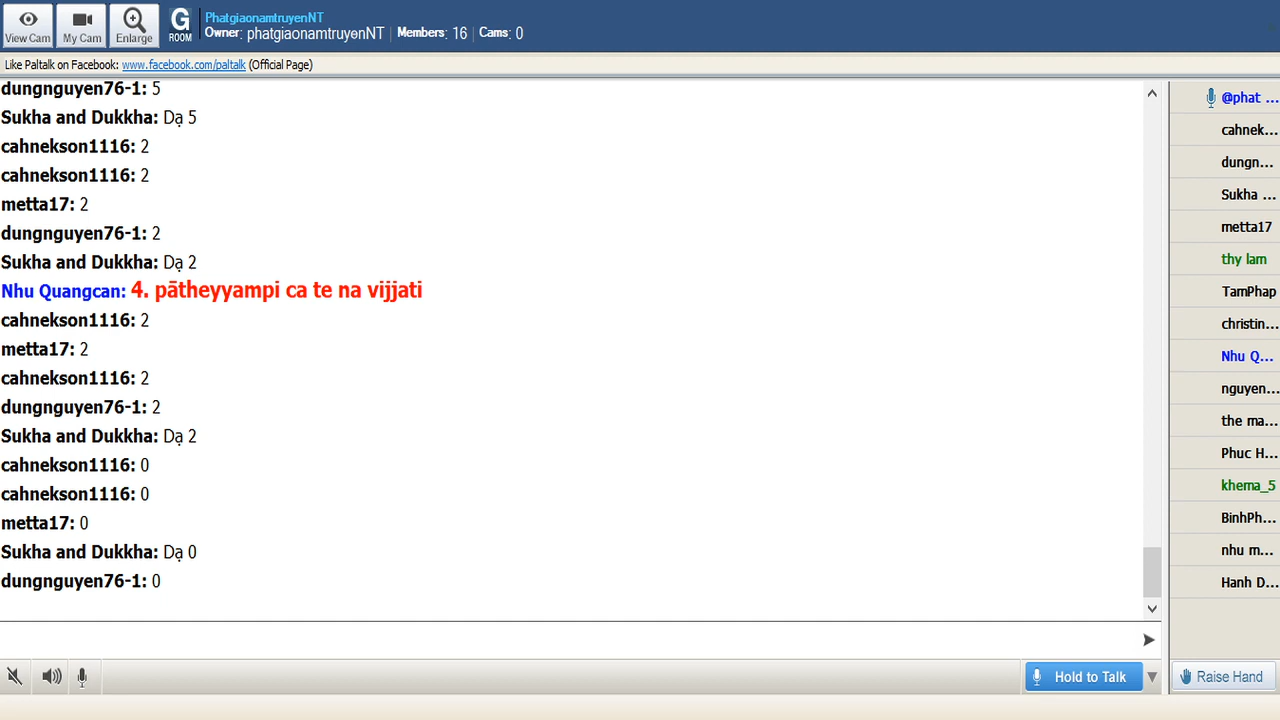 View Cam
My Cam
Enlarge
G
ROOM
PhatgiaonamtruyenNT
Owner: phatgiaonamtruyenNT Members: 16 Cams: 0
Like Paltalk on Facebook: www.facebook.com/paltalk (Official Page)
dungnguyen76-1: 5
Sukha and Dukkha: Dạ 5
cahnekson1116: 2
cahnekson1116: 2
metta17: 2
dungnguyen76-1: 2
Sukha and Dukkha: Dạ 2
Nhu Quangcan: 4. pātheyyampi ca te na vijjati
cahnekson1116: 2
metta17: 2
cahnekson1116: 2
dungnguyen76-1: 2
Sukha and Dukkha: Dạ 2
cahnekson1116: 0
cahnekson1116: 0
metta17: 0
Sukha and Dukkha: Dạ 0
dungnguyen76-1: 0
@phat ...
cahnek...
dungn...
Sukha ...
metta17
thy lam
TamPhap
christin...
Nhu Q...
nguyen...
the ma...
Phuc H...
khema_5
BinhPh...
nhu m...
Hanh D...
Hold to Talk
Raise Hand